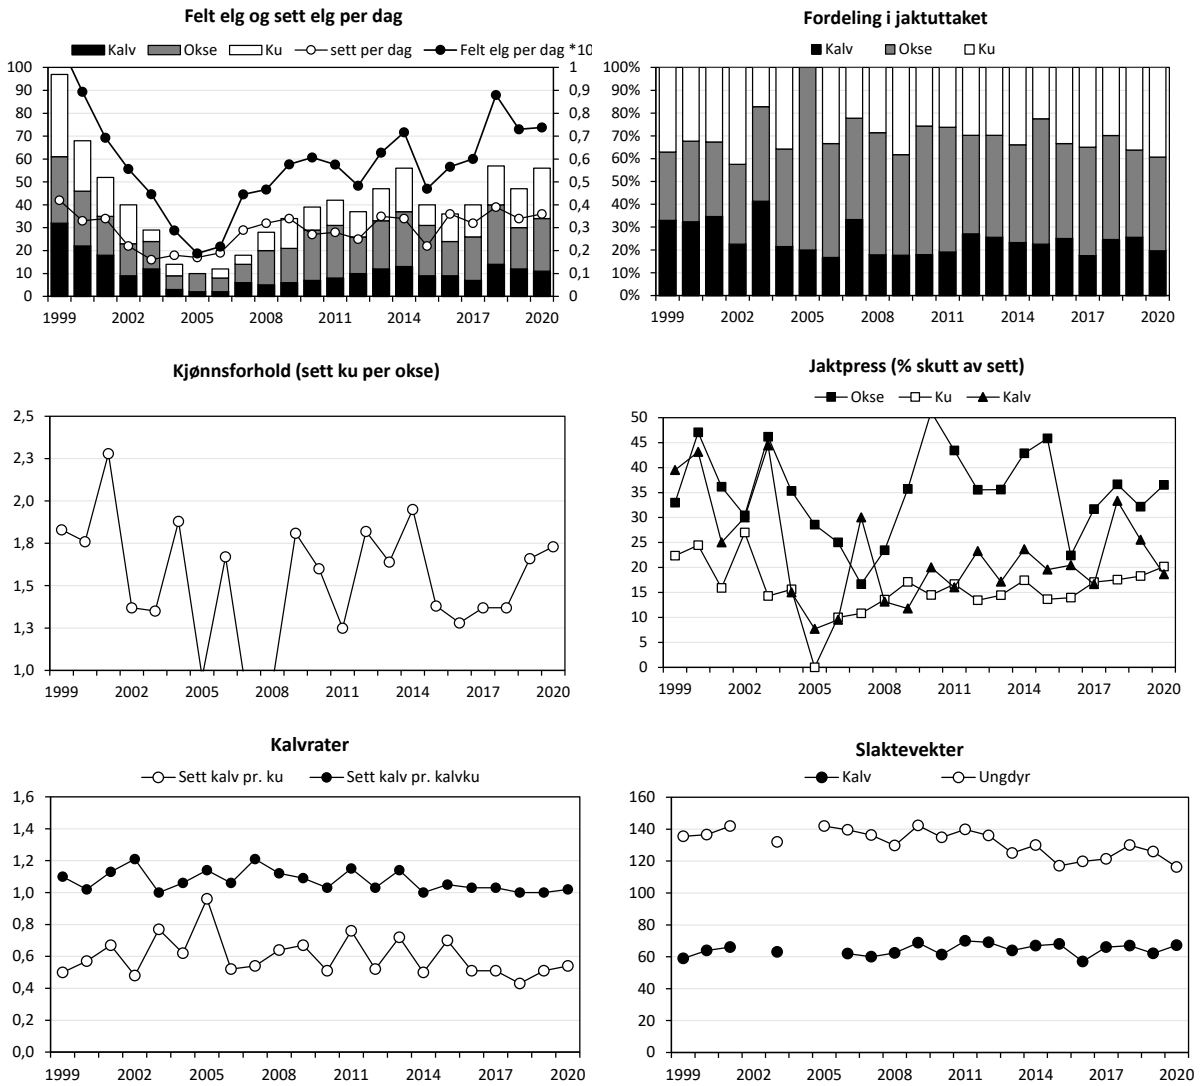 Felt elg og sett elg per dag
Kalv Okse Ku sett per dag Felt elg per dag *10
100 90 80 70 60 50 40 30 20 10 0
1 0,9 0,8 0,7 0,6 0,5 0,4 0,3 0,2 0,1 0
1999 2002 2005 2008 2011 2014 2017 2020
Fordeling i jaktuttaket
Kalv Okse Ku
100% 90% 80% 70% 60% 50% 40% 30% 20% 10% 0%
1999 2002 2005 2008 2011 2014 2017 2020
Kjønnsforhold (sett ku per okse)
2,5 2,3 2,0 1,8 1,5 1,3 1,0
1999 2002 2005 2008 2011 2014 2017 2020
Jaktpress (% skutt av sett)
Okse Ku Kalv
50 45 40 35 30 25 20 15 10 5 0
1999 2002 2005 2008 2011 2014 2017 2020
Kalvrater
Sett kalv pr. ku Sett kalv pr. kalvku
1,6 1,4 1,2 1,0 0,8 0,6 0,4 0,2 0,0
1999 2002 2005 2008 2011 2014 2017 2020
Slaktevekter
Kalv Ungdyr
160 140 120 100 80 60 40 20 0
1999 2002 2005 2008 2011 2014 2017 2020